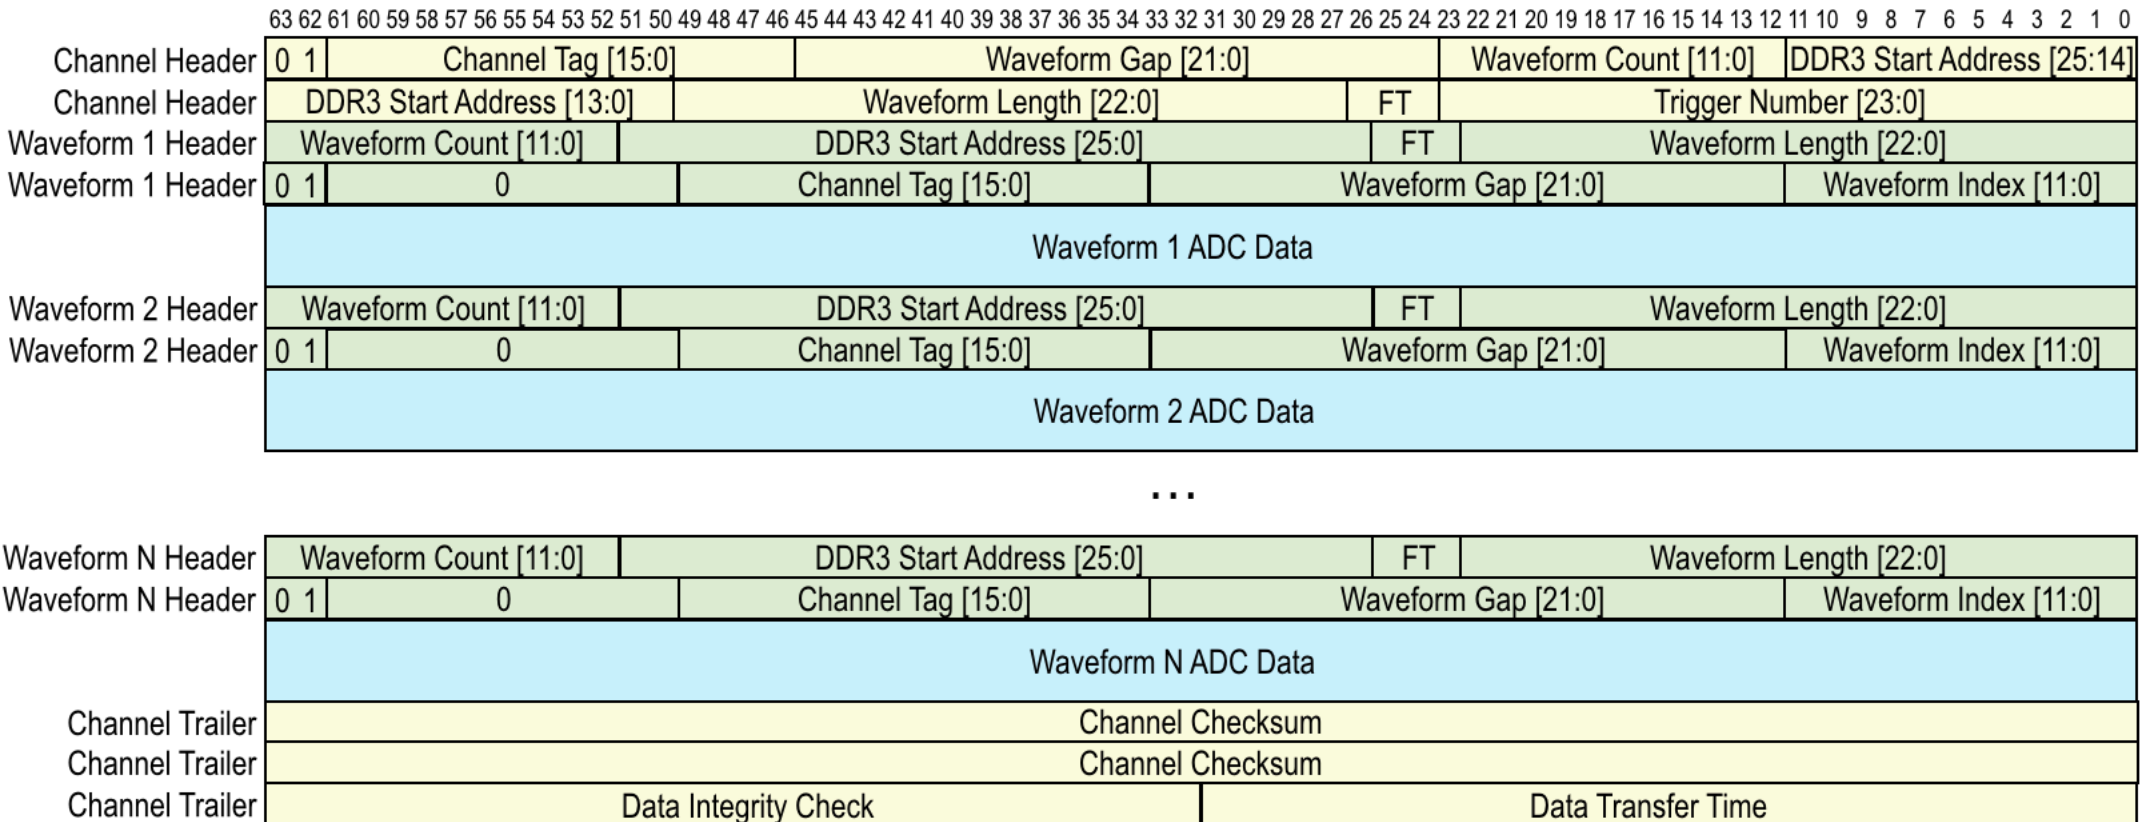 63 62 61 60 59 58 57 56 55 54 53 52 51 50 49 48 47 46 45 44 43 42 41 40 39 38 37 36 35 34 33 32 31 30 29 28 27 26 25 24 23 22 21 20 19 18 17 16 15 14 13 12 11 10 9 8 7 6 5 4 3 2 1 0
Channel Header 0 1 Channel Tag [15:0] Waveform Gap [21:0] Waveform Count [11:0] DDR3 Start Address [25:14]
Channel Header DDR3 Start Address [13:0] Waveform Length [22:0] FT Trigger Number [23:0]
Waveform 1 Header Waveform Count [11:0] DDR3 Start Address [25:0] FT Waveform Length [22:0]
Waveform 1 Header 0 1 0 Channel Tag [15:0] Waveform Gap [21:0] Waveform Index [11:0]
Waveform 1 ADC Data
Waveform 2 Header Waveform Count [11:0] DDR3 Start Address [25:0] FT Waveform Length [22:0]
Waveform 2 Header 0 1 0 Channel Tag [15:0] Waveform Gap [21:0] Waveform Index [11:0]
Waveform 2 ADC Data
...
Waveform N Header Waveform Count [11:0] DDR3 Start Address [25:0] FT Waveform Length [22:0]
Waveform N Header 0 1 0 Channel Tag [15:0] Waveform Gap [21:0] Waveform Index [11:0]
Waveform N ADC Data
Channel Trailer Channel Checksum
Channel Trailer Channel Checksum
Channel Trailer Data Integrity Check Data Transfer Time